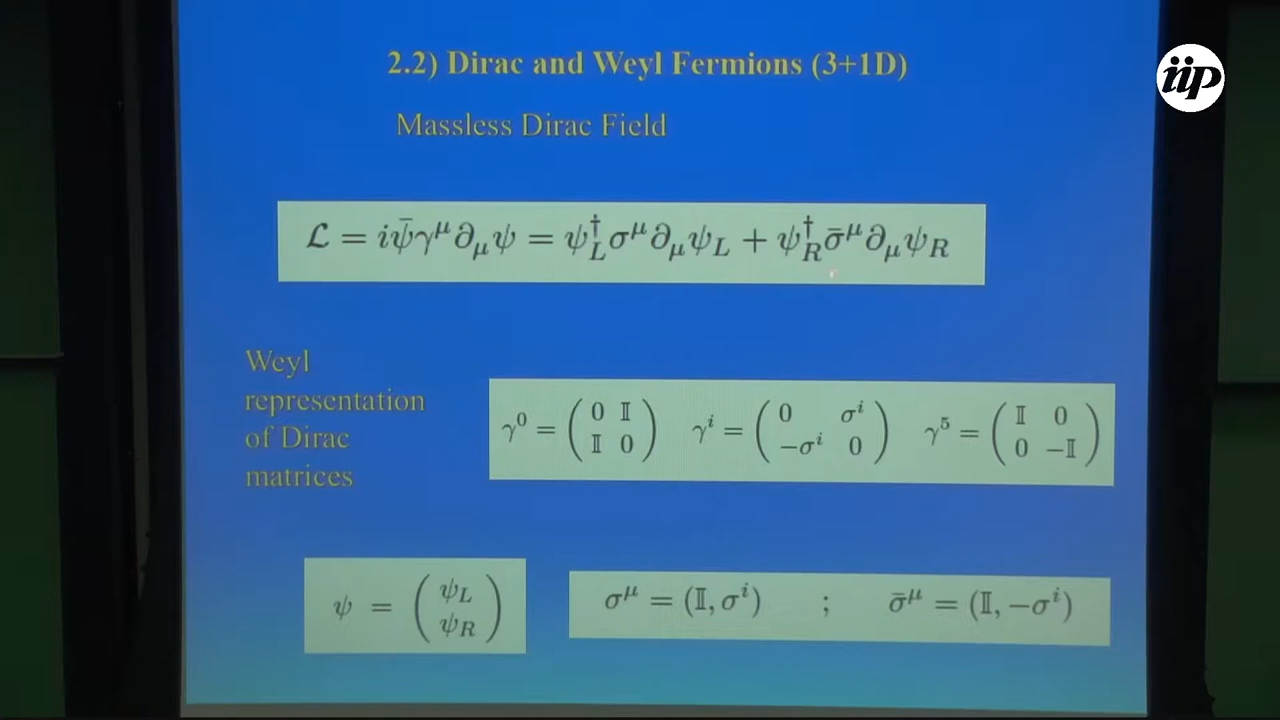 iip
2.2) Dirac and Weyl Fermions (3+1D)
Massless Dirac Field
ℒ = iψ̄γ^μ∂_μψ = ψ_L^†σ^μ∂_μψ_L + ψ_R^†σ̄^μ∂_μψ_R
Weyl
representation
of Dirac
matrices
γ^0 = ( 0 𝕀 ; 𝕀 0 ) γ^i = ( 0 σ^i ; −σ^i 0 ) γ^5 = ( 𝕀 0 ; 0 −𝕀 )
ψ = ( ψ_L ; ψ_R )
σ^μ = (𝕀, σ^i) ; σ̄^μ = (𝕀, −σ^i)